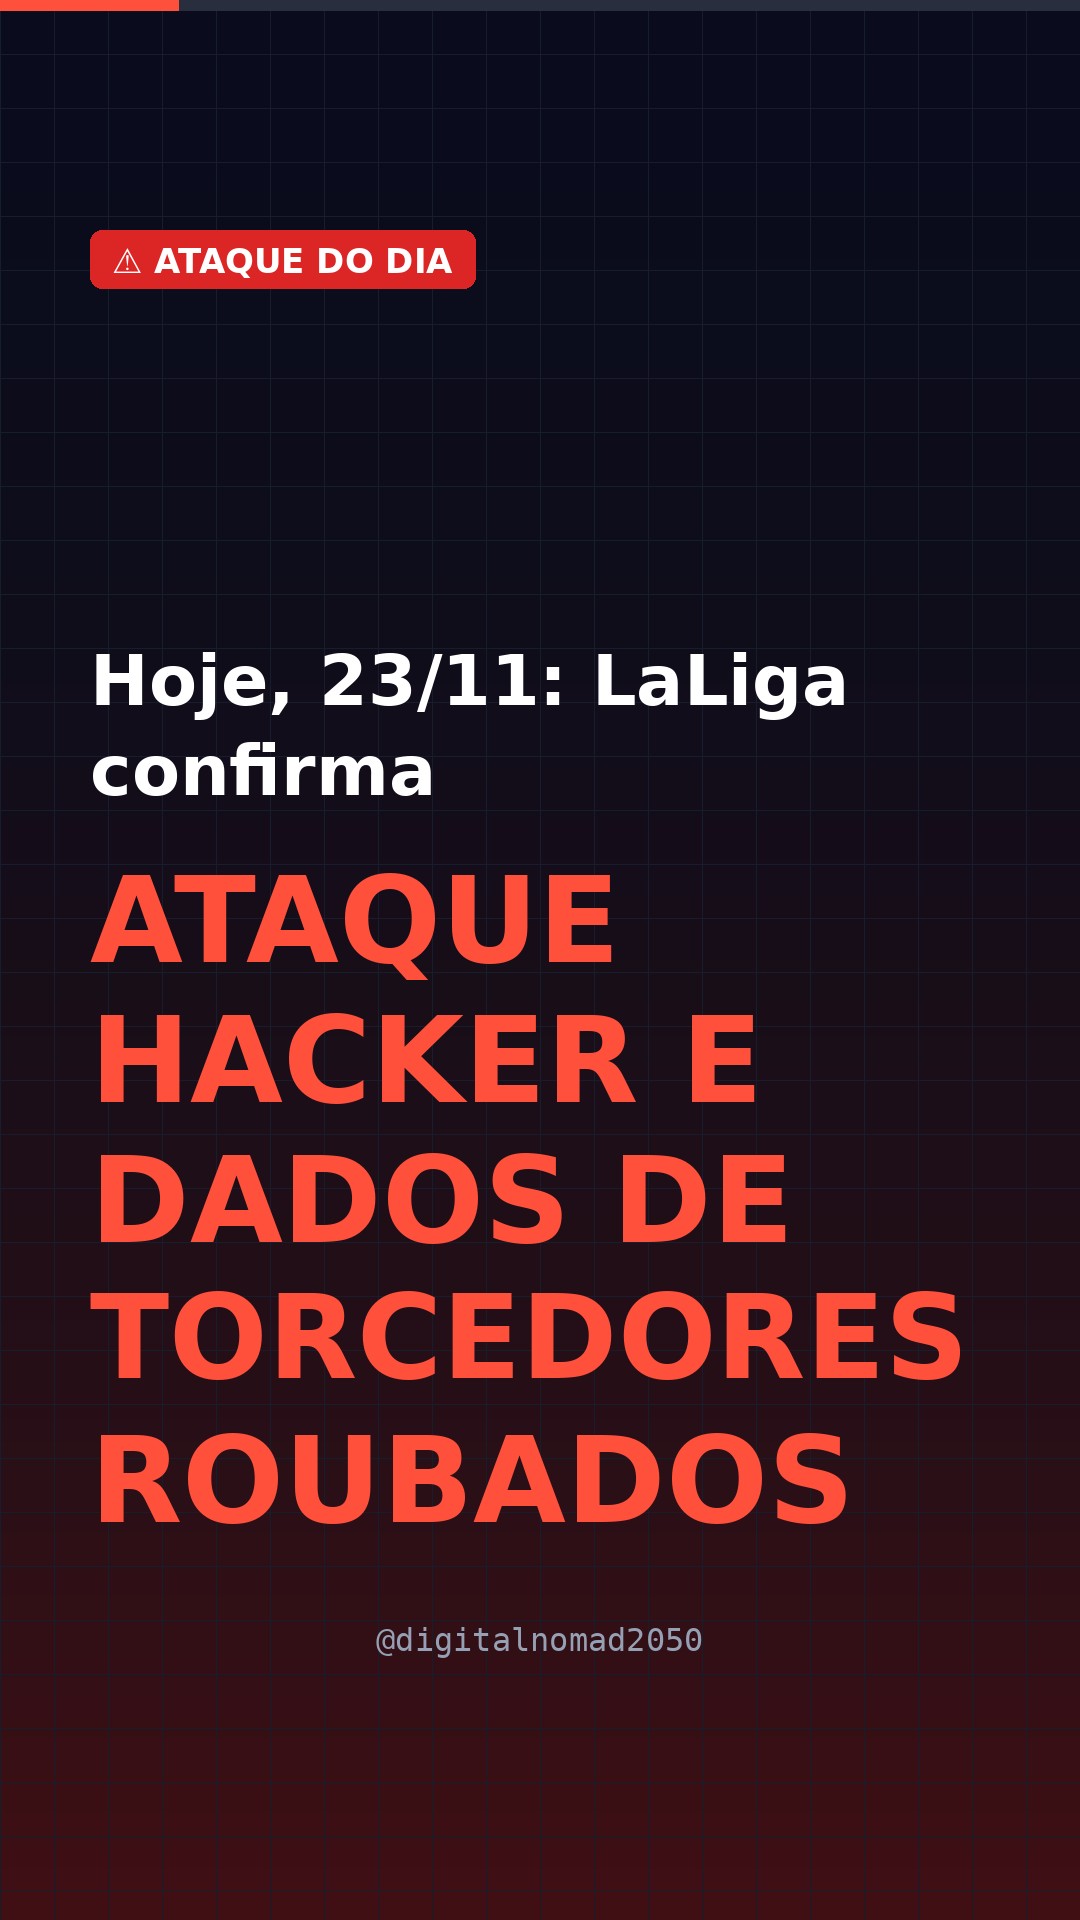 ⚠ ATAQUE DO DIA
Hoje, 23/11: LaLiga
confirma
ATAQUE
HACKER E
DADOS DE
TORCEDORES
ROUBADOS
@digitalnomad2050